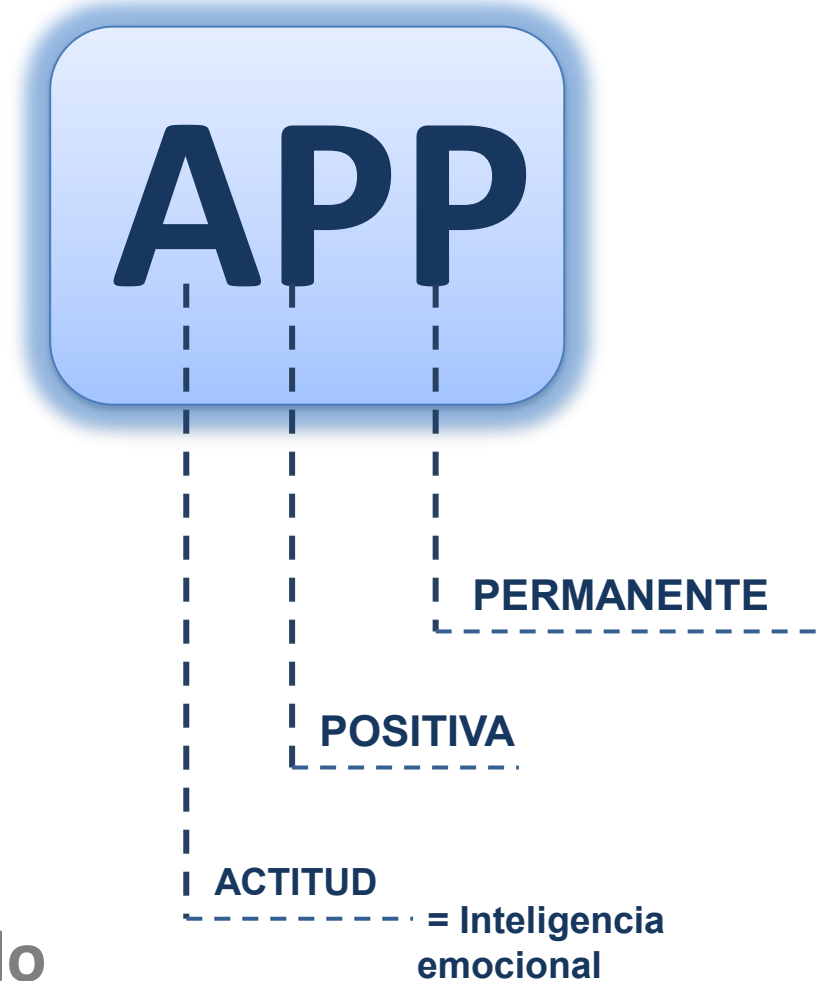 APP
PERMANENTE
POSITIVA
ACTITUD
= Inteligencia
emocional